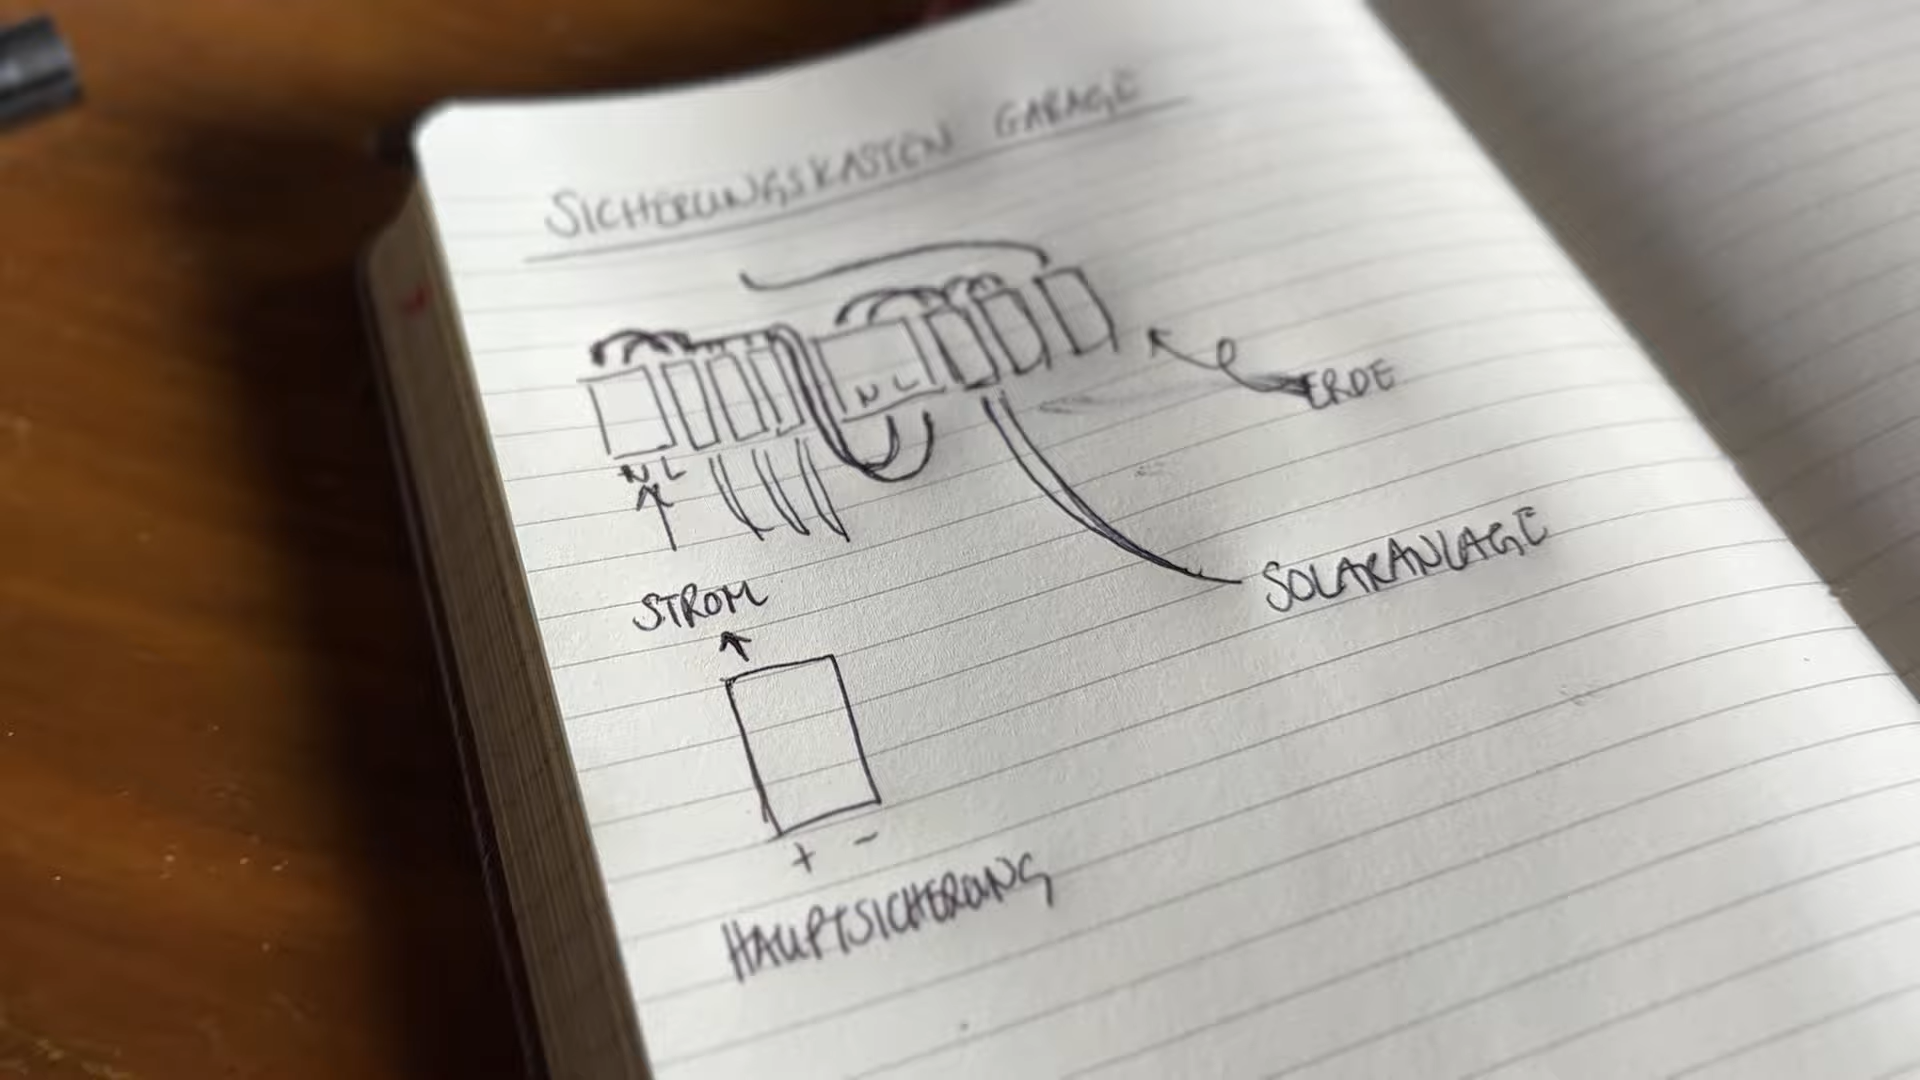 SICHERUNGSKASTEN GARAGE
N L
ERDE
N L
SOLARANLAGE
STROM
+ -
HAUPTSICHERUNG